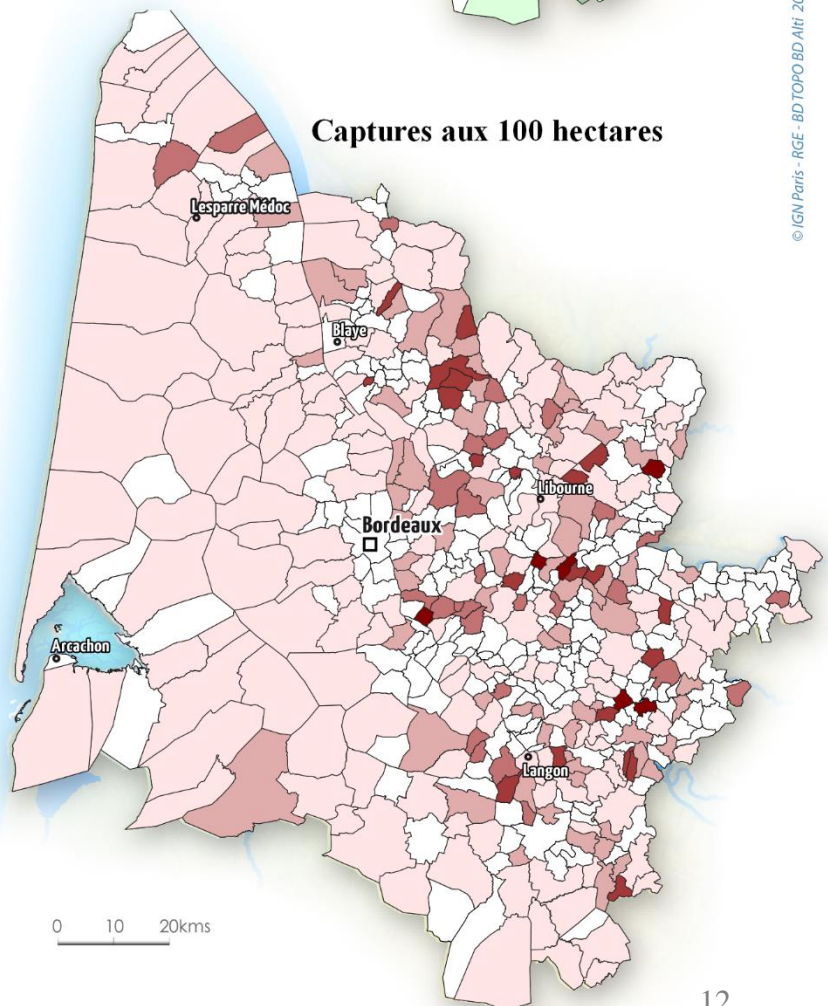 © IGN Paris - RGE - BD TOPO BD Alti 20
Captures aux 100 hectares
Lesparre Médoc
Blaye
Libourne
Bordeaux
Arcachon
Langon
0 10 20kms
12